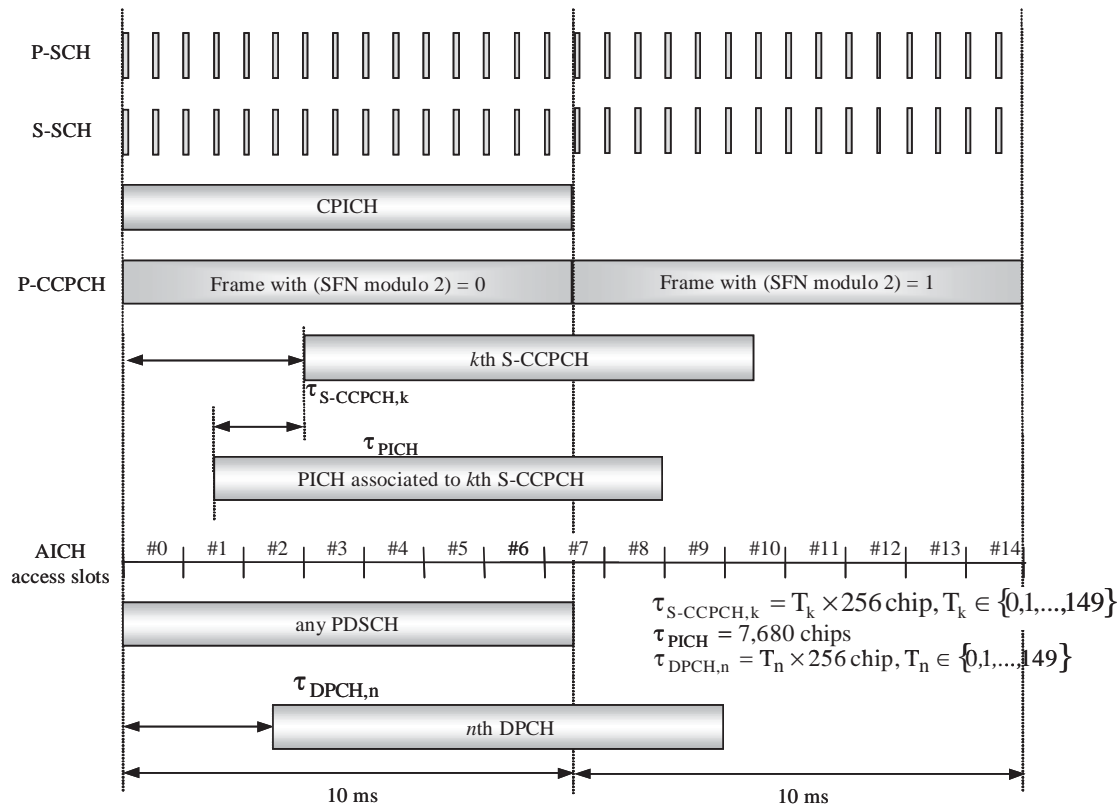 P-SCH
S-SCH
CPICH
P-CCPCH
Frame with (SFN modulo 2) = 0
Frame with (SFN modulo 2) = 1
kth S-CCPCH
τS-CCPCH,k
τPICH
PICH associated to kth S-CCPCH
AICH
access slots
#0 #1 #2 #3 #4 #5 #6 #7 #8 #9 #10 #11 #12 #13 #14
any PDSCH
τS-CCPCH,k = Tk × 256 chip, Tk ∈ {0,1,...,149}
τPICH = 7,680 chips
τDPCH,n = Tn × 256 chip, Tn ∈ {0,1,...,149}
τDPCH,n
nth DPCH
10 ms
10 ms